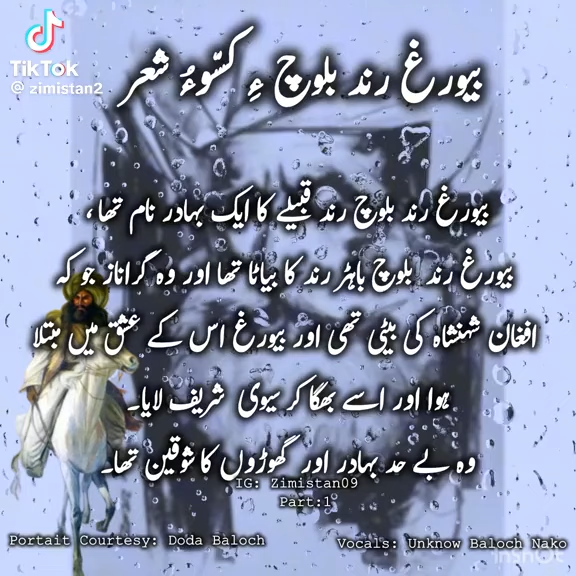 TikTok
@ zimistan2
بیورغ رند بلوچ ءِ کسّوءُ شعر
بیورغ رند بلوچ رند قبیلے کا ایک بہادر نام تھا،
بیورغ رند بلوچ باہڑ رند کا بیاٹا تھا اور وہ گراناز جو کہ
افغان شہنشاہ کی بیٹی تھی اور بیورغ اس کے عشق میں مبتلا
ہوا اور اسے بھگا کر سیوی شریف لایا۔
وہ بے حد بہادر اور گھوڑوں کا شوقین تھا۔
IG: Zimistan09
Part:1
Portait Courtesy: Doda Baloch
Vocals: Unknow Baloch Nako
InShOt